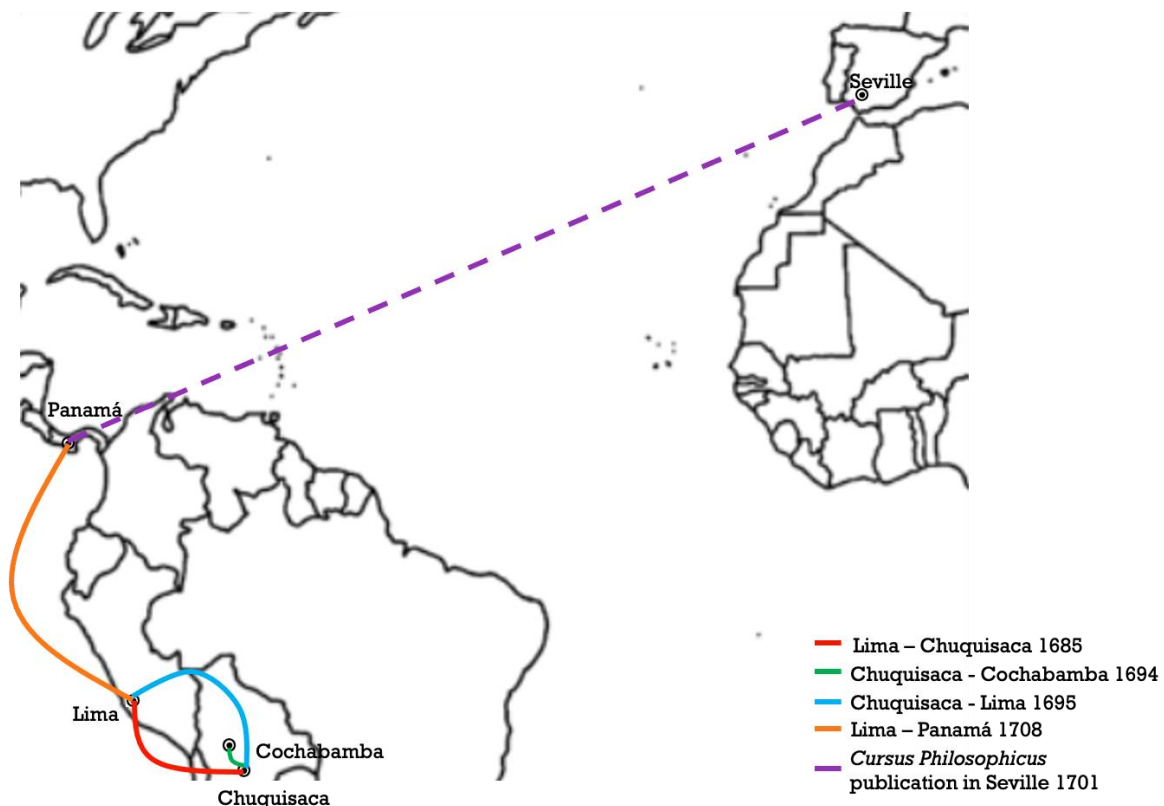 Seville
Panamá
Lima
Cochabamba
Chuquisaca
Lima – Chuquisaca 1685
Chuquisaca - Cochabamba 1694
Chuquisaca - Lima 1695
Lima – Panamá 1708
Cursus Philosophicus
publication in Seville 1701